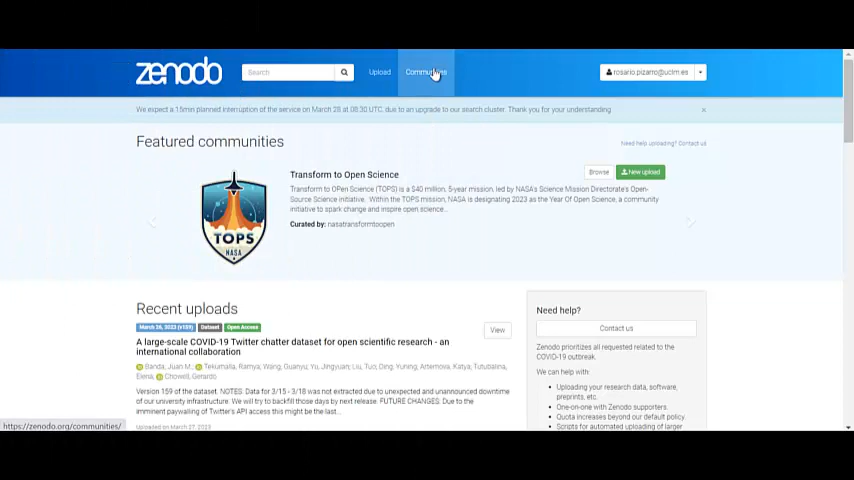 zenodo
Search
Upload
Communities
rosario.pizarro@uclm.es
We expect a 15min planned interruption of the service on March 28 at 08:30 UTC, due to an upgrade to our search cluster. Thank you for your understanding.
×
Featured communities
Need help uploading? Contact us
Transform to Open Science
Browse
New upload
Transform to OPen Science (TOPS) is a $40 million, 5-year mission, led by NASA's Science Mission Directorate's Open-
Source Science initiative. Within the TOPS mission, NASA is designating 2023 as the Year Of Open Science, a community
initiative to spark change and inspire open science...
Curated by: nasatransformtoopen
TOPS
NASA
Recent uploads
March 26, 2023 (v159) Dataset Open Access
View
A large-scale COVID-19 Twitter chatter dataset for open scientific research - an
international collaboration
Banda, Juan M.; Tekumalla, Ramya; Wang, Guanyu; Yu, Jingyuan; Liu, Tuo; Ding, Yuning; Artemova, Katya; Tutubalina,
Elena; Chowell, Gerardo
Version 159 of the dataset. NOTES: Data for 3/15 - 3/18 was not extracted due to unexpected and unannounced downtime
of our university infrastructure. We will try to backfill those days by next release. FUTURE CHANGES: Due to the
imminent paywalling of Twitter's API access this might be the last...
Uploaded on March 27, 2023
Need help?
Contact us
Zenodo prioritizes all requested related to the
COVID-19 outbreak.
We can help with:
Uploading your research data, software,
preprints, etc.
One-on-one with Zenodo supporters.
Quota increases beyond our default policy.
Scripts for automated uploading of larger
https://zenodo.org/communities/